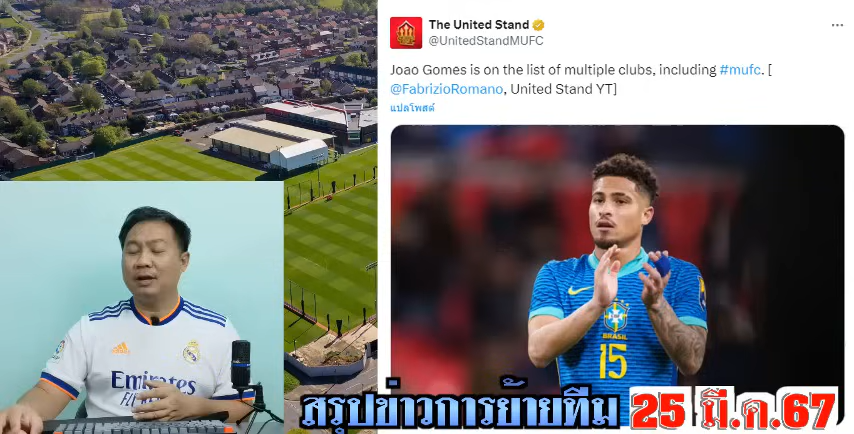 The United Stand
@UnitedStandMUFC
Joao Gomes is on the list of multiple clubs, including #mufc. [
@FabrizioRomano, United Stand YT]
แปลโพสต์
BRASIL
15
Emirates
FLY
สรุปข่าวการย้ายทีม 25 มี.ค.67